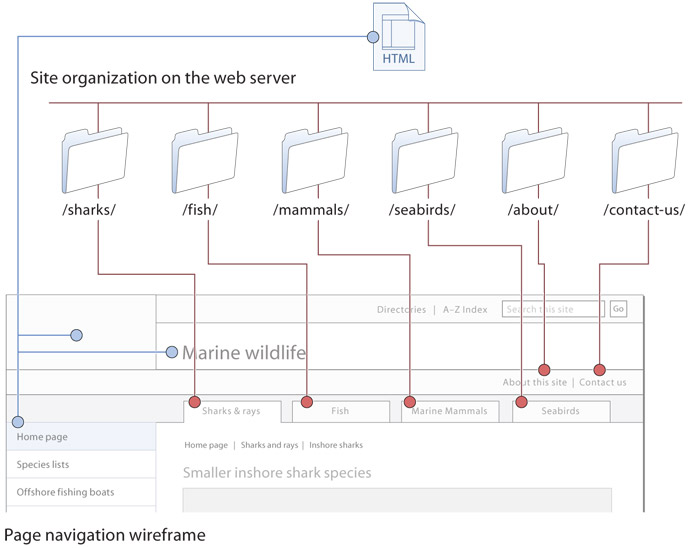 HTML
Site organization on the web server
/sharks/ /fish/ /mammals/ /seabirds/ /about/ /contact-us/
Directories | A–Z Index Search this site Go
Marine wildlife
About this site | Contact us
Sharks & rays Fish Marine Mammals Seabirds
Home page
Home page | Sharks and rays | Inshore sharks
Species lists
Smaller inshore shark species
Offshore fishing boats
Page navigation wireframe